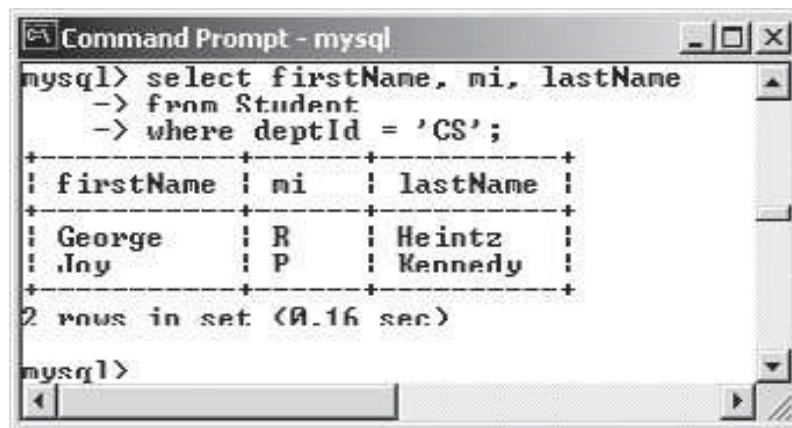 Command Prompt - mysql
mysql> select firstName, mi, lastName
    -> from Student
    -> where deptId = 'CS';
+-----------+------+----------+
| firstName | mi   | lastName |
+-----------+------+----------+
| George    | R    | Heintz   |
| Joy       | P    | Kennedy  |
+-----------+------+----------+
2 rows in set (0.16 sec)
mysql>